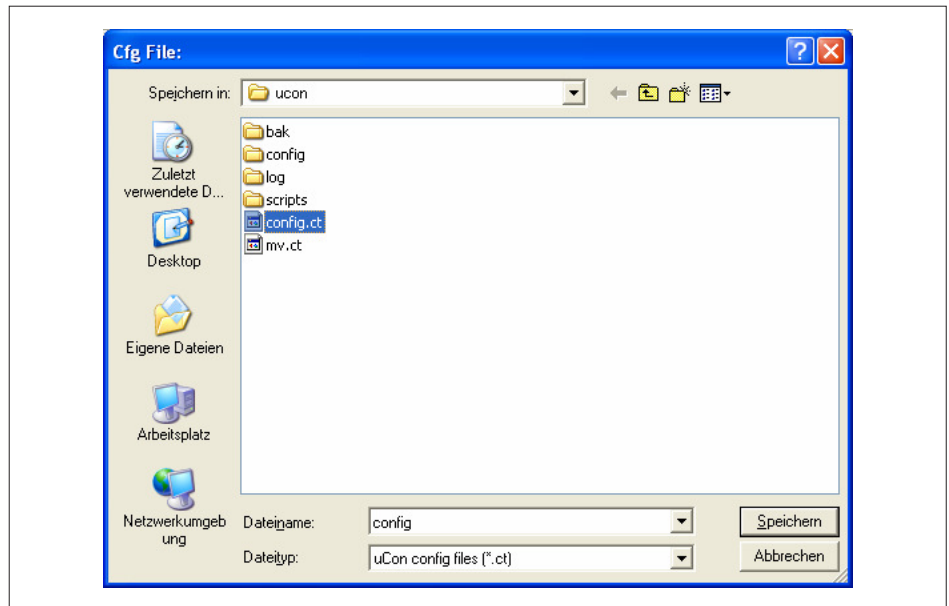 Cfg File:
Speichern in:
ucon
Zuletzt
verwendete D...
Desktop
Eigene Dateien
Arbeitsplatz
Netzwerkumgeb
ung
bak
config
log
scripts
config.ct
mv.ct
Dateiname:
config
Speichern
Dateityp:
uCon config files (*.ct)
Abbrechen